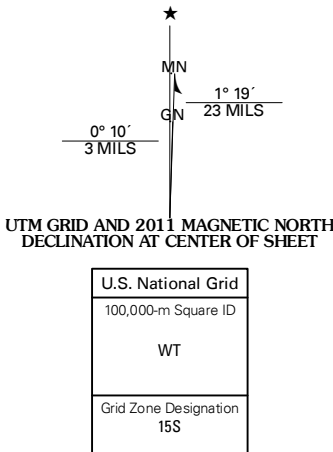 ★
MN
1° 19´
GN
23 MILS
0° 10´
3 MILS
UTM GRID AND 2011 MAGNETIC NORTH
DECLINATION AT CENTER OF SHEET
U.S. National Grid
100,000-m Square ID
WT
Grid Zone Designation
15S